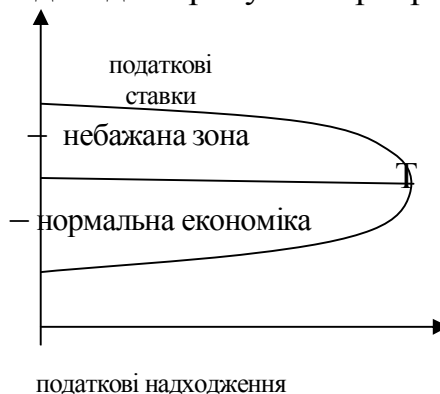 податкові
ставки
небажана зона
Т
нормальна економіка
податкові надходження